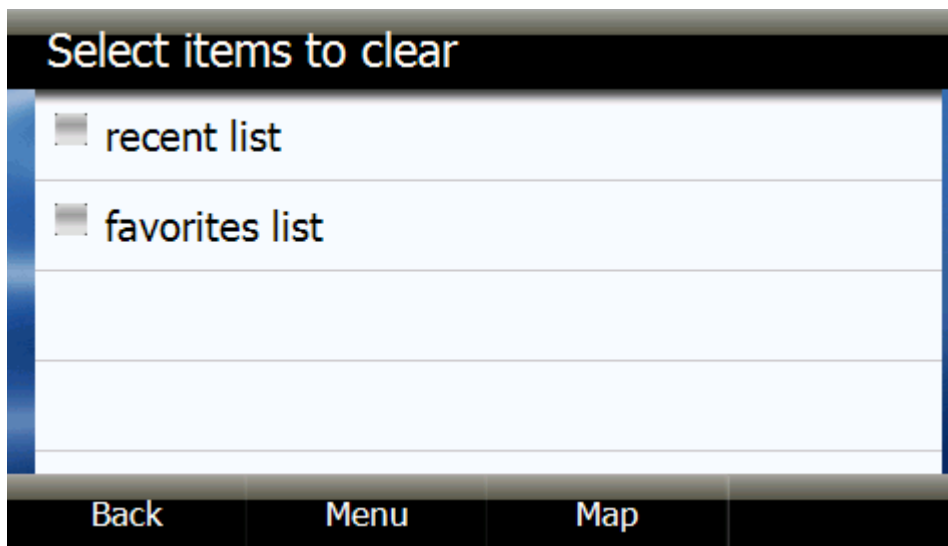 Select items to clear
recent list
favorites list
Back Menu Map